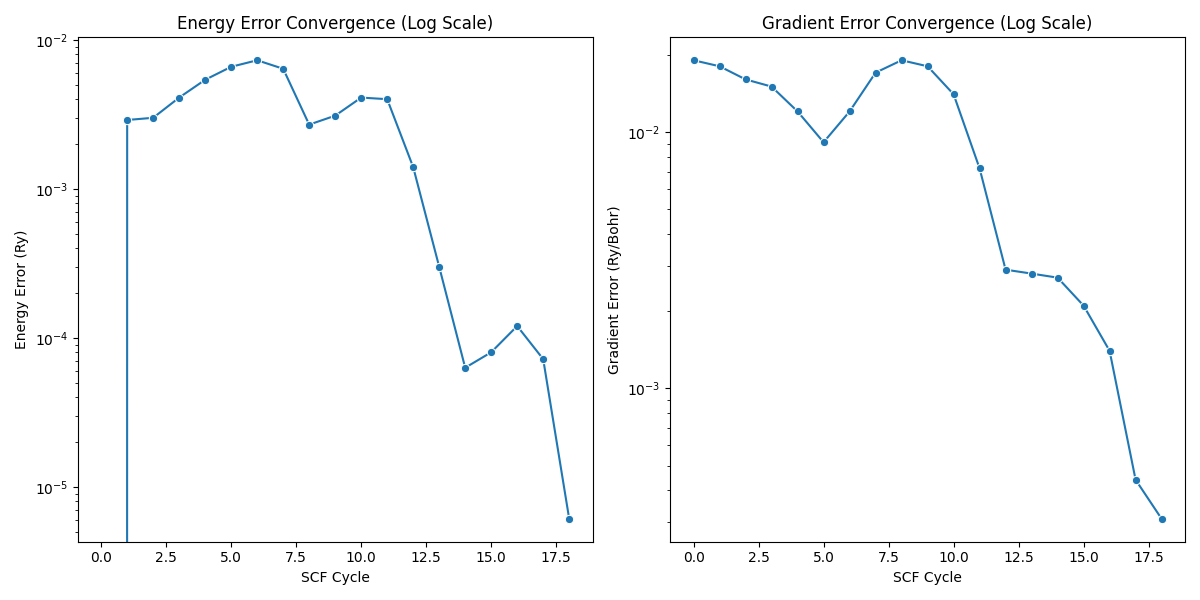 Energy Error Convergence (Log Scale)
10⁻²
10⁻³
10⁻⁴
10⁻⁵
Energy Error (Ry)
0.0 2.5 5.0 7.5 10.0 12.5 15.0 17.5
SCF Cycle
Gradient Error Convergence (Log Scale)
10⁻²
10⁻³
Gradient Error (Ry/Bohr)
0.0 2.5 5.0 7.5 10.0 12.5 15.0 17.5
SCF Cycle